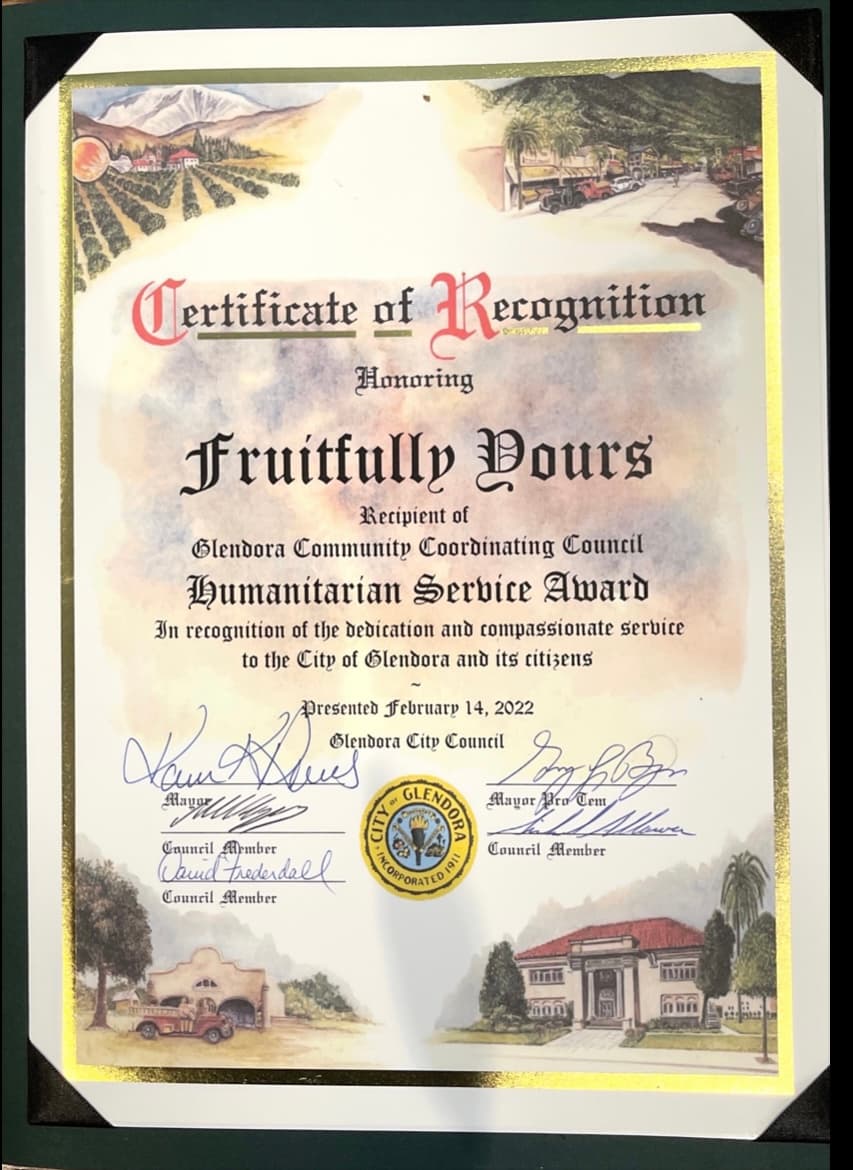 Certificate of Recognition
Honoring
Fruitfully Yours
Recipient of
Glendora Community Coordinating Council
Humanitarian Service Award
In recognition of the dedication and compassionate service
to the City of Glendora and its citizens
~
Presented February 14, 2022
Glendora City Council
Mayor
Mayor Pro Tem
Council Member
Council Member
David Fredendall
Council Member
CITY OF GLENDORA
INCORPORATED 1911